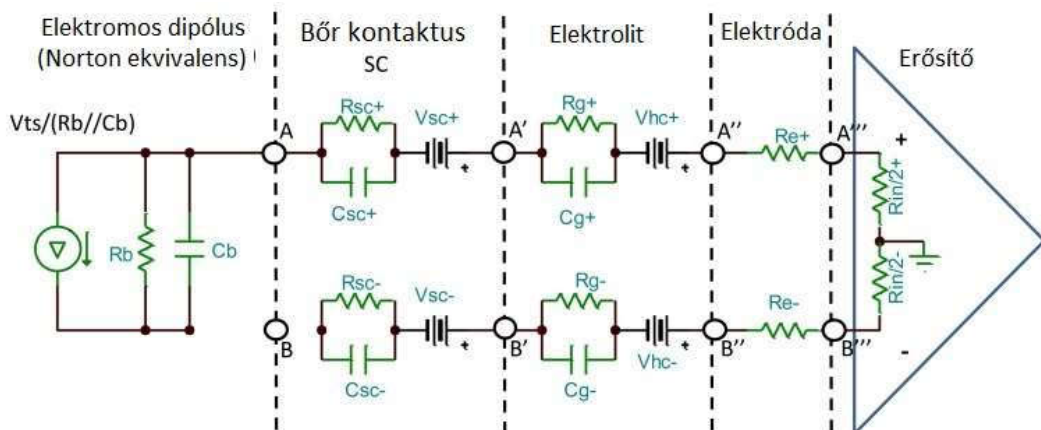 Elektromos dipólus
(Norton ekvivalens) (
Bőr kontaktus
SC
Elektrolit
Elektróda
Erősítő
Vts/(Rb//Cb)
A
Rsc+
Vsc+
A'
Rg+
Vhc+
A''
Re+
A'''
+
+
+
Csc+
Cg+
Rin/2+
Rb
Cb
Rsc-
Vsc-
Rg-
Re-
Rin/2-
B
+
B'
+
B''
B'''
-
Csc-
Cg-
Vhc-